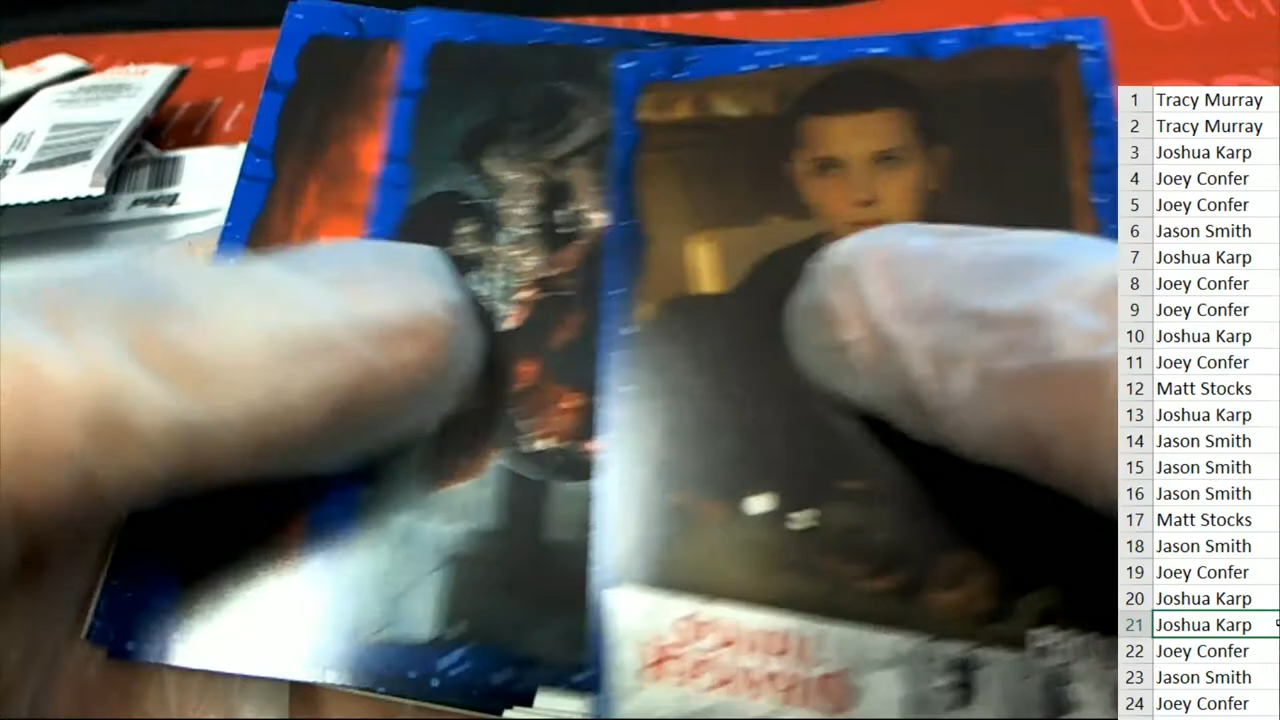 1 Tracy Murray
2 Tracy Murray
3 Joshua Karp
4 Joey Confer
5 Joey Confer
6 Jason Smith
7 Joshua Karp
8 Joey Confer
9 Joey Confer
10 Joshua Karp
11 Joey Confer
12 Matt Stocks
13 Joshua Karp
14 Jason Smith
15 Jason Smith
16 Jason Smith
17 Matt Stocks
18 Jason Smith
19 Joey Confer
20 Joshua Karp
21 Joshua Karp
22 Joey Confer
23 Jason Smith
24 Joey Confer